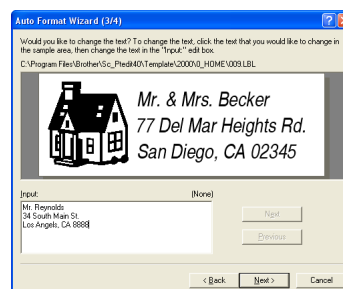 Auto Format Wizard (3/4)
Would you like to change the text? To change the text, click the text that you would like to change in
the sample area, then change the text in the "Input:" edit box.
C:\Program Files\Brother\Sc_Ptedit40\Template\2000\0_HOME\009.LBL
Mr. & Mrs. Becker
77 Del Mar Heights Rd.
San Diego, CA 02345
Input: (None)
Mr. Reynolds
34 South Main St.
Los Angels, CA 8888
Next
Previous
< Back Next > Cancel